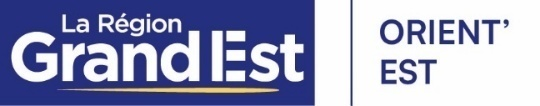 La Région
Grand Est
ORIENT'
EST